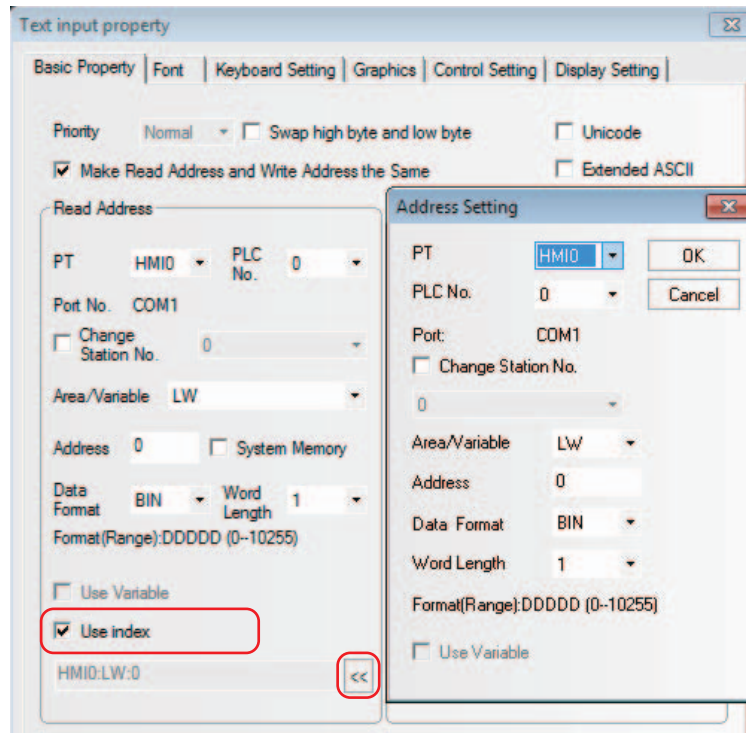 Text input property
Basic Property Font Keyboard Setting Graphics Control Setting Display Setting
Priority Normal Swap high byte and low byte Unicode
Make Read Address and Write Address the Same Extended ASCII
Read Address
PT HMI0 PLC No. 0
Port No. COM1
Change Station No. 0
Area/Variable LW
Address 0 System Memory
Data Format BIN Word Length 1
Format(Range):DDDDD (0--10255)
Use Variable
Use index
HMI0:LW:0 <<
Address Setting
PT HMI0 OK
PLC No. 0 Cancel
Port: COM1
Change Station No.
0
Area/Variable LW
Address 0
Data Format BIN
Word Length 1
Format(Range):DDDDD (0--10255)
Use Variable